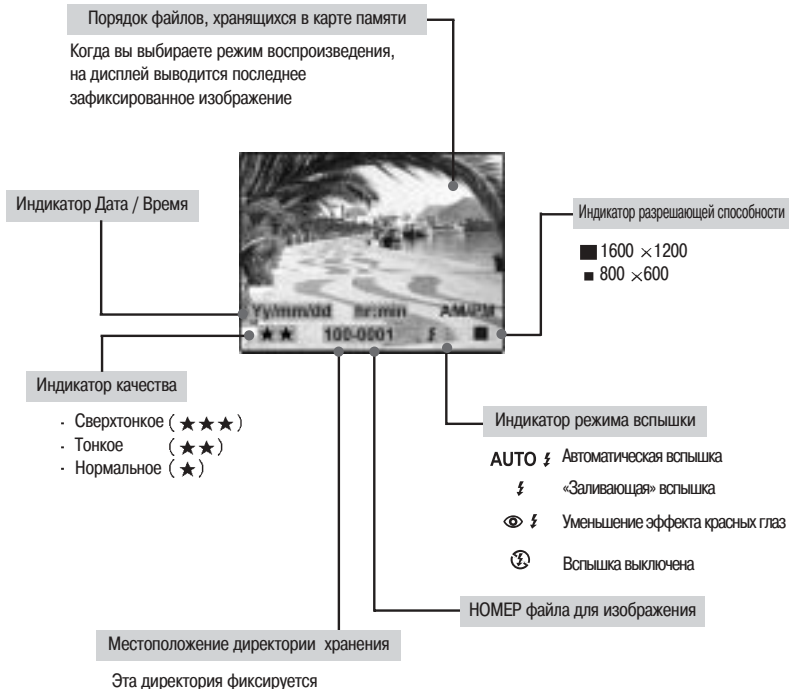 Порядок файлов, хранящихся в карте памяти
Когда вы выбираете режим воспроизведения,
на дисплей выводится последнее
зафиксированное изображение
Индикатор Дата / Время
Индикатор разрешающей способности
1600 ×1200
800 ×600
Yy/mm/dd hr:min AM/PM
★★ 100-0001
Индикатор качества
- Сверхтонкое (★★★)
- Тонкое (★★)
- Нормальное (★)
Индикатор режима вспышки
AUTO Автоматическая вспышка
«Заливающая» вспышка
Уменьшение эффекта красных глаз
Вспышка выключена
НОМЕР файла для изображения
Местоположение директории хранения
Эта директория фиксируется